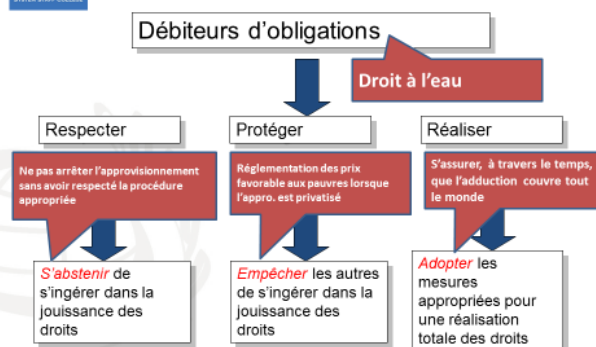 Débiteurs d'obligations
Droit à l'eau
Respecter
Protéger
Réaliser
Ne pas arrêter l'approvisionnement
sans avoir respecté la procédure
appropriée
Réglementation des prix
favorable aux pauvres lorsque
l'appro. est privatisé
S'assurer, à travers le temps,
que l'adduction couvre tout
le monde
S'abstenir de
s'ingérer dans la
jouissance des
droits
Empêcher les autres
de s'ingérer dans la
jouissance des
droits
Adopter les
mesures
appropriées pour
une réalisation
totale des droits